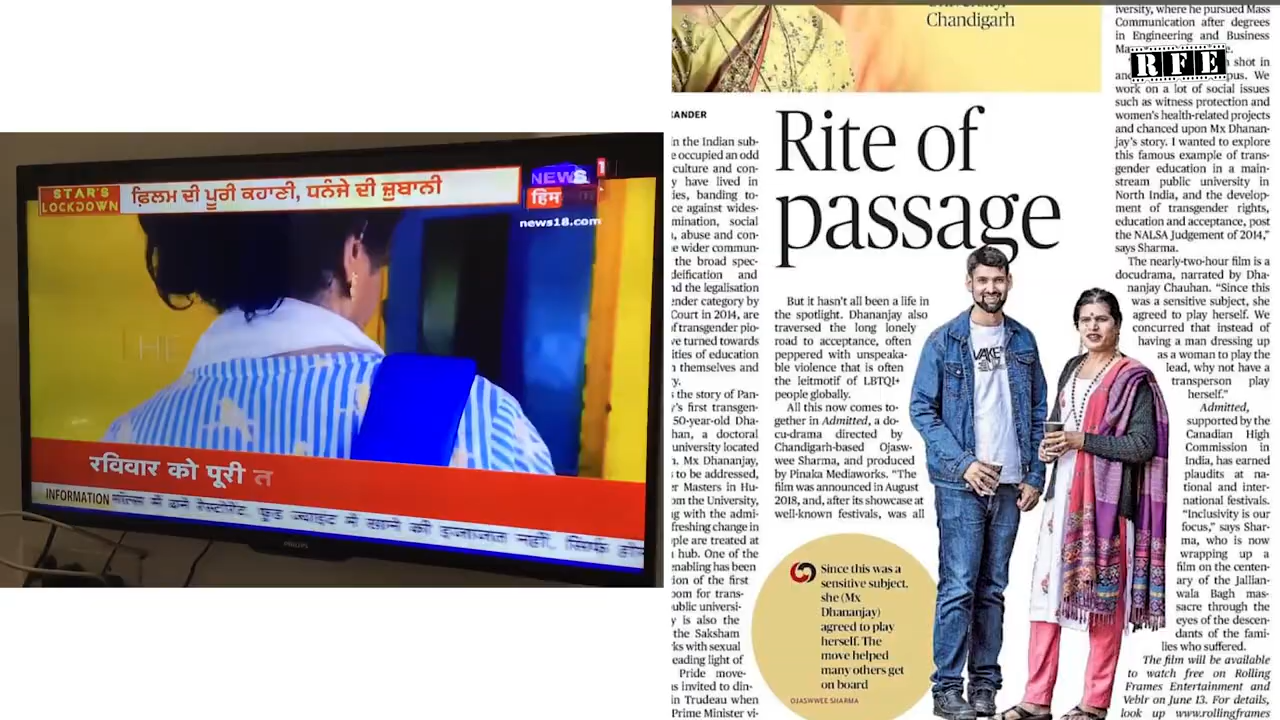 STAR'S
LOCKDOWN
ਫ਼ਿਲਮ ਦੀ ਪੂਰੀ ਕਹਾਣੀ, ਧਨੰਜੇ ਦੀ ਜ਼ੁਬਾਨੀ
NEWS 1
हिम
news18.com
HE
रविवार को पूरी त
INFORMATION
मॉल्स में बने रेस्टोरेंट, फूड ज्वाइंट में खाने की इजाजत नहीं, सिर्फ हो
PHILIPS
Chandigarh
RFE
Rite of
passage
XANDER
in the Indian sub-
e occupied an odd
culture and con-
y have lived in
ies, banding to-
ce against wides-
mination, social
n, abuse and con-
e wider commun-
the broad spec-
deification and
nd the legalisation
ender category by
Court in 2014, are
of transgender pio-
ve turned towards
ities of education
n themselves and
y.
s the story of Pan-
y's first transgen-
50-year-old Dha-
han, a doctoral
university located
n. Mx Dhananjay,
to be addressed,
er Masters in Hu-
om the University,
ng with the admi-
freshing change in
ple are treated at
hub. One of the
enabling has been
ion of the first
oom for trans-
public universi-
y is also the
the Saksham
ks with sexual
eading light of
Pride move-
s invited to din-
in Trudeau when
Prime Minister vi-
But it hasn't all been a life in
the spotlight. Dhananjay also
traversed the long lonely
road to acceptance, often
peppered with unspeaka-
ble violence that is often
the leitmotif of LBTQI+
people globally.
All this now comes to-
gether in Admitted, a do-
cu-drama directed by
Chandigarh-based Ojasw-
wee Sharma, and produced
by Pinaka Mediaworks. “The
film was announced in August
2018, and, after its showcase at
well-known festivals, was all
Since this was a
sensitive subject,
she (Mx
Dhananjay)
agreed to play
herself. The
move helped
many others get
on board
OJASWWEE SHARMA
iversity, where he pursued Mass
Communication after degrees
in Engineering and Business
shot in
pus. We
work on a lot of social issues
such as witness protection and
women's health-related projects
and chanced upon Mx Dhanan-
jay's story. I wanted to explore
this famous example of trans-
gender education in a main-
stream public university in
North India, and the develop-
ment of transgender rights,
education and acceptance, post
the NALSA Judgement of 2014,”
says Sharma.
The nearly-two-hour film is a
docudrama, narrated by Dha-
nanjay Chauhan. “Since this
was a sensitive subject, she
agreed to play herself. We
concurred that instead of
having a man dressing up
as a woman to play the
lead, why not have a
transperson play
herself.”
Admitted,
supported by the
Canadian High
Commission in
India, has earned
plaudits at na-
tional and inter-
national festivals.
“Inclusivity is our
focus,” says Shar-
ma, who is now
wrapping up a
film on the centen-
ary of the Jallian-
wala Bagh mas-
sacre through the
eyes of the descen-
dants of the fami-
lies who suffered.
The film will be available
to watch free on Rolling
Frames Entertainment and
Veblr on June 13. For details,
look up www.rollingframes